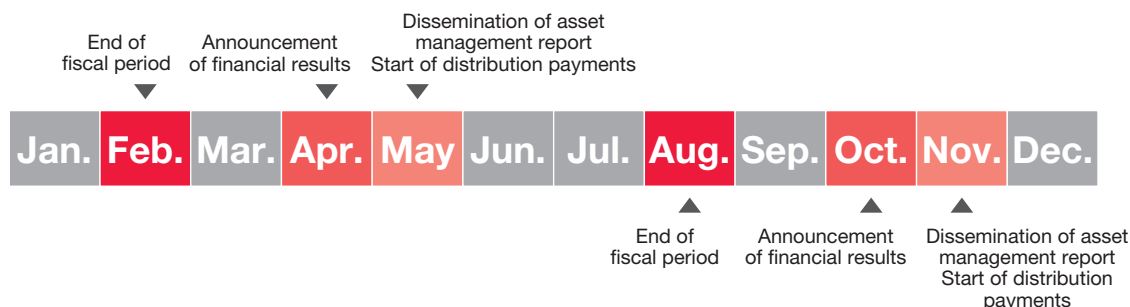 Dissemination of asset
management report
Start of distribution payments
End of
fiscal period
Announcement
of financial results
Jan. Feb. Mar. Apr. May Jun. Jul. Aug. Sep. Oct. Nov. Dec.
End of
fiscal period
Announcement
of financial results
Dissemination of asset
management report
Start of distribution
payments